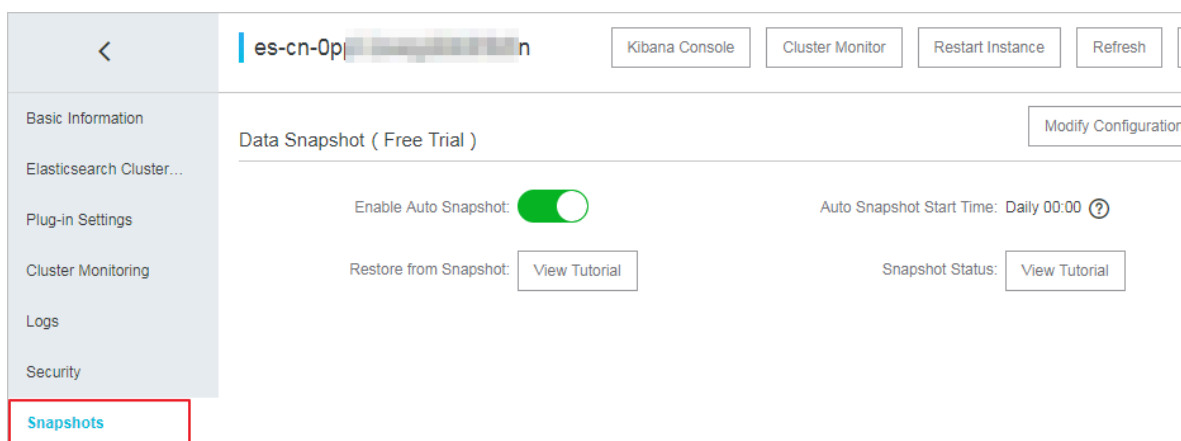 es-cn-0pp n
Kibana Console
Cluster Monitor
Restart Instance
Refresh
Basic Information
Elasticsearch Cluster...
Plug-in Settings
Cluster Monitoring
Logs
Security
Snapshots
Data Snapshot ( Free Trial )
Modify Configuration
Enable Auto Snapshot:
Auto Snapshot Start Time: Daily 00:00 ?
Restore from Snapshot: View Tutorial
Snapshot Status: View Tutorial